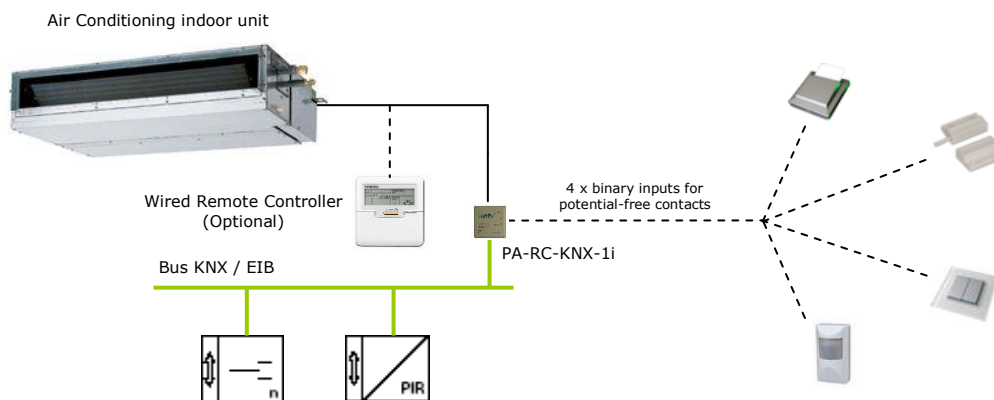 Air Conditioning indoor unit
Wired Remote Controller
(Optional)
4 x binary inputs for
potential-free contacts
PA-RC-KNX-1i
Bus KNX / EIB
n
PIR